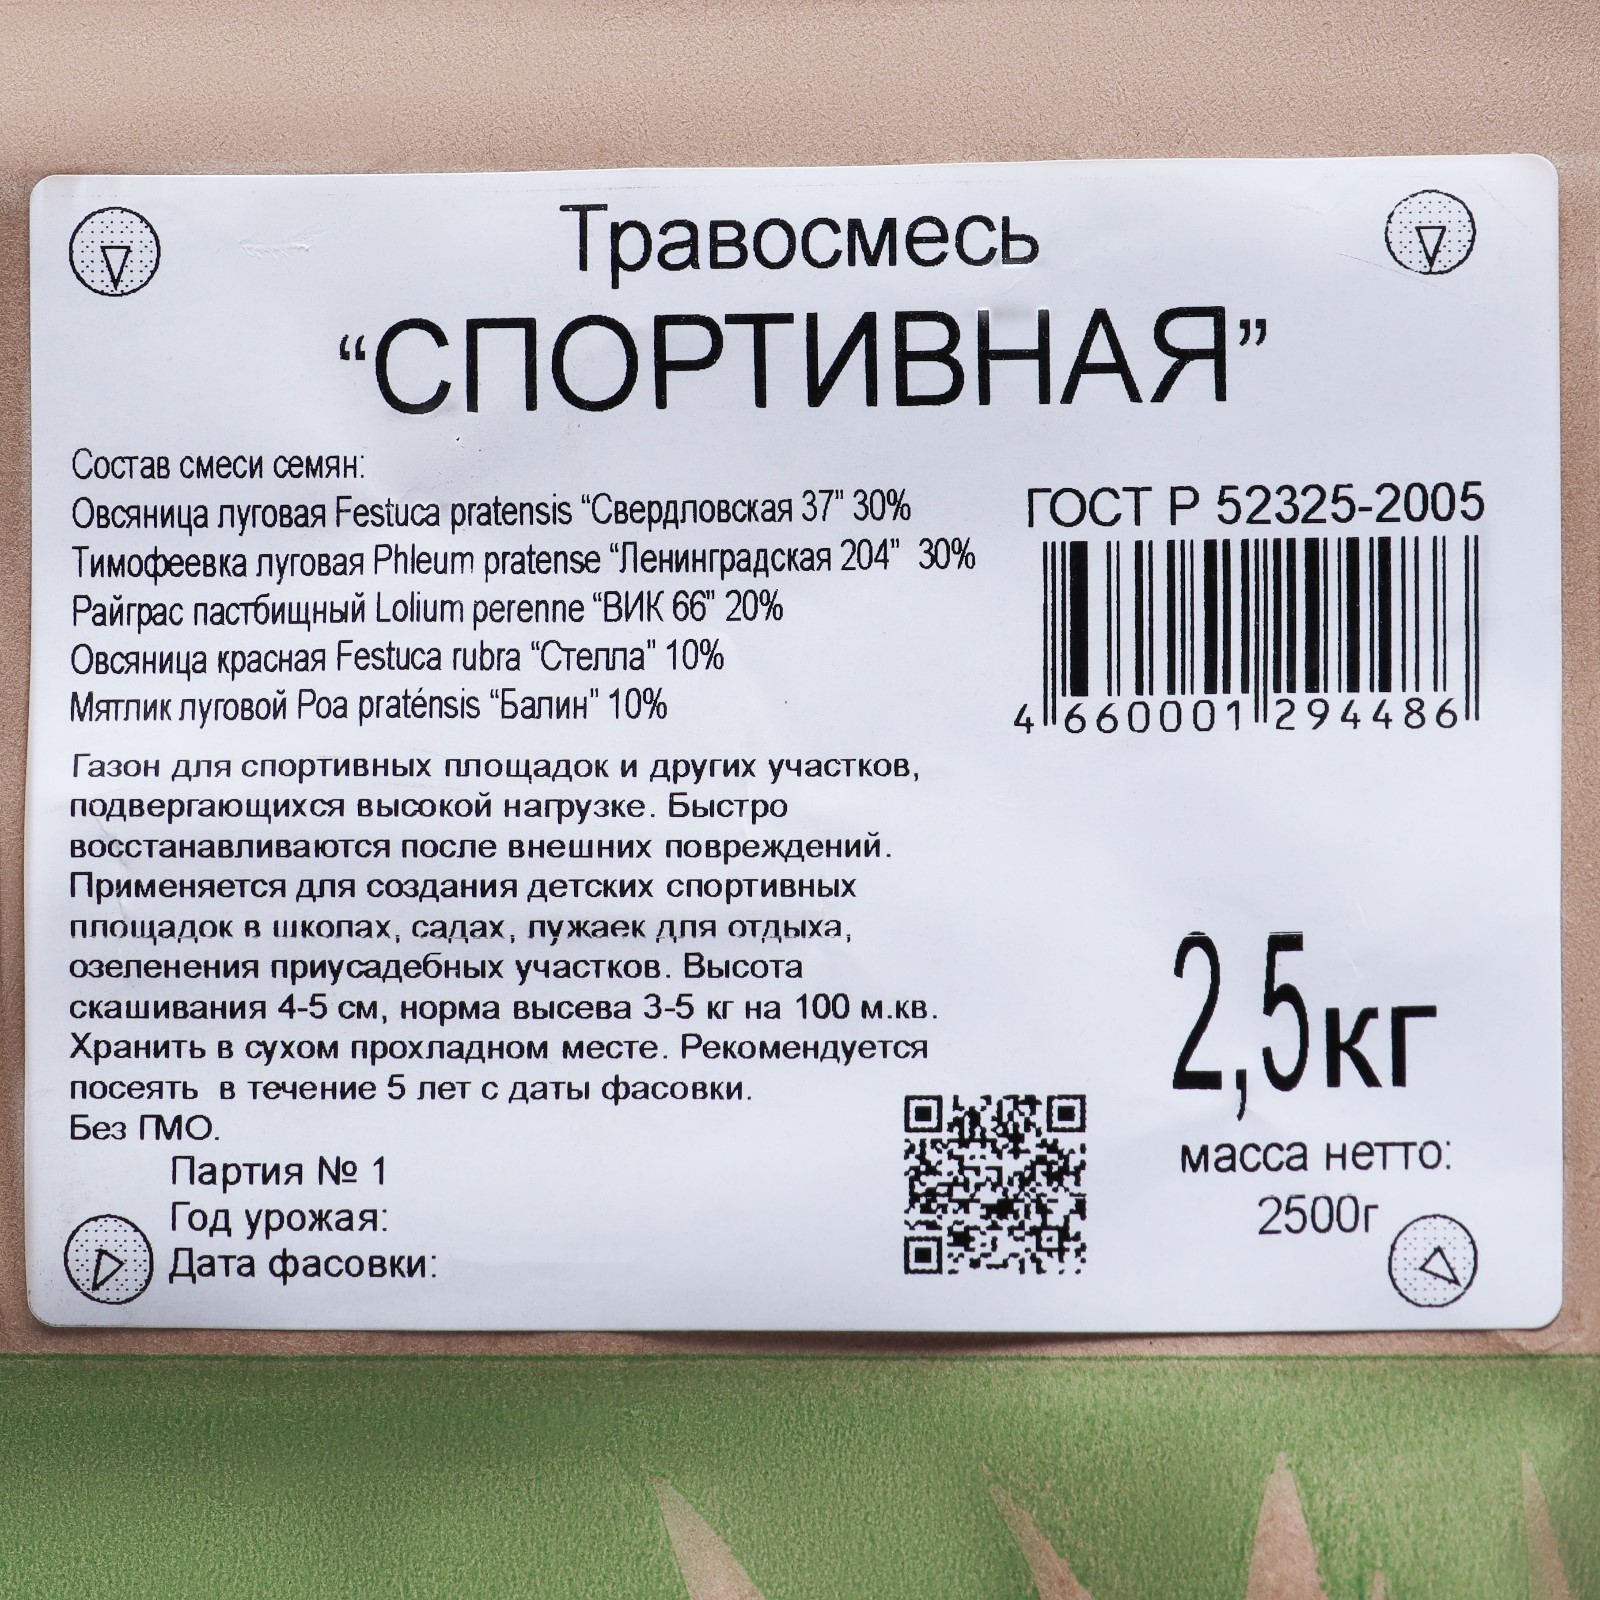 Травосмесь
“СПОРТИВНАЯ”
Состав смеси семян:
Овсяница луговая Festuca pratensis “Свердловская 37” 30%
Тимофеевка луговая Phleum pratense “Ленинградская 204” 30%
Райграс пастбищный Lolium perenne “ВИК 66” 20%
Овсяница красная Festuca rubra “Стелла” 10%
Мятлик луговой Poa praténsis “Балин” 10%
ГОСТ Р 52325-2005
4 660001 294486
Газон для спортивных площадок и других участков,
подвергающихся высокой нагрузке. Быстро
восстанавливаются после внешних повреждений.
Применяется для создания детских спортивных
площадок в школах, садах, лужаек для отдыха,
озеленения приусадебных участков. Высота
скашивания 4-5 см, норма высева 3-5 кг на 100 м.кв.
Хранить в сухом прохладном месте. Рекомендуется
посеять в течение 5 лет с даты фасовки.
Без ГМО.
Партия № 1
Год урожая:
Дата фасовки:
2,5кг
масса нетто:
2500г